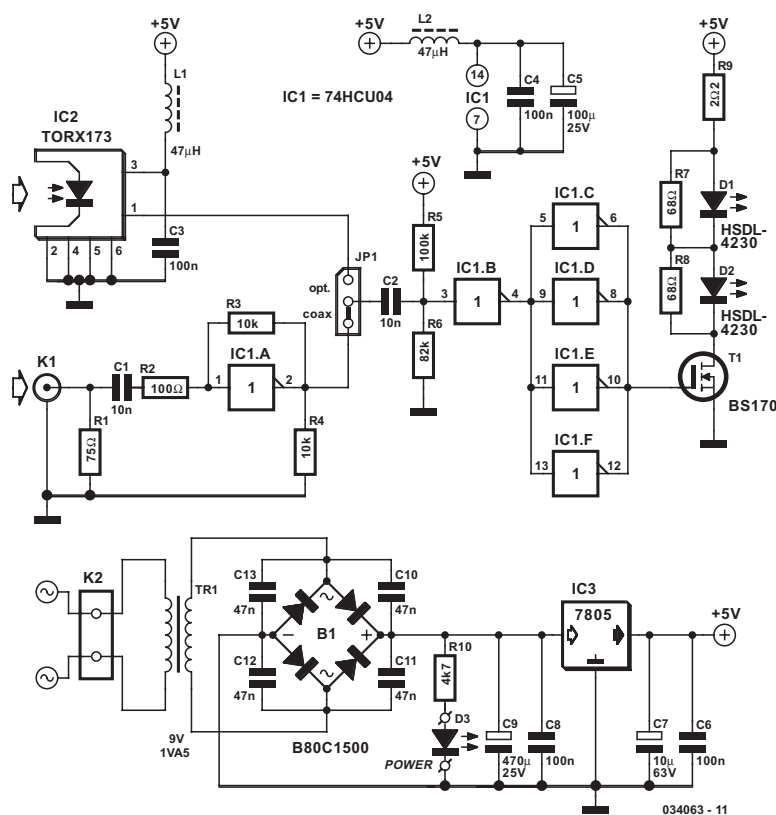 +5V
L1
47µH
IC2
TORX173
3
1
2 4 5 6
C3
100n
+5V
L2
47µH
IC1 = 74HCU04
14
IC1
7
C4
100n
C5
100µ
25V
+5V
R9
2Ω2
R7
68Ω
D1
HSDL-
4230
R8
68Ω
D2
HSDL-
4230
T1
BS170
+5V
R5
100k
JP1
opt.
coax
C2
10n
R6
82k
IC1.B
3 1 4
IC1.C
5 1 6
IC1.D
9 1 8
IC1.E
11 1 10
IC1.F
13 1 12
K1
R1
75Ω
C1
10n
R2
100Ω
R3
10k
IC1.A
1 1 2
R4
10k
K2
TR1
9V
1VA5
C13
47n
C10
47n
C12
47n
C11
47n
B1
B80C1500
R10
4k7
D3
POWER
C9
470µ
25V
C8
100n
IC3
7805
C7
10µ
63V
C6
100n
+5V
034063 - 11